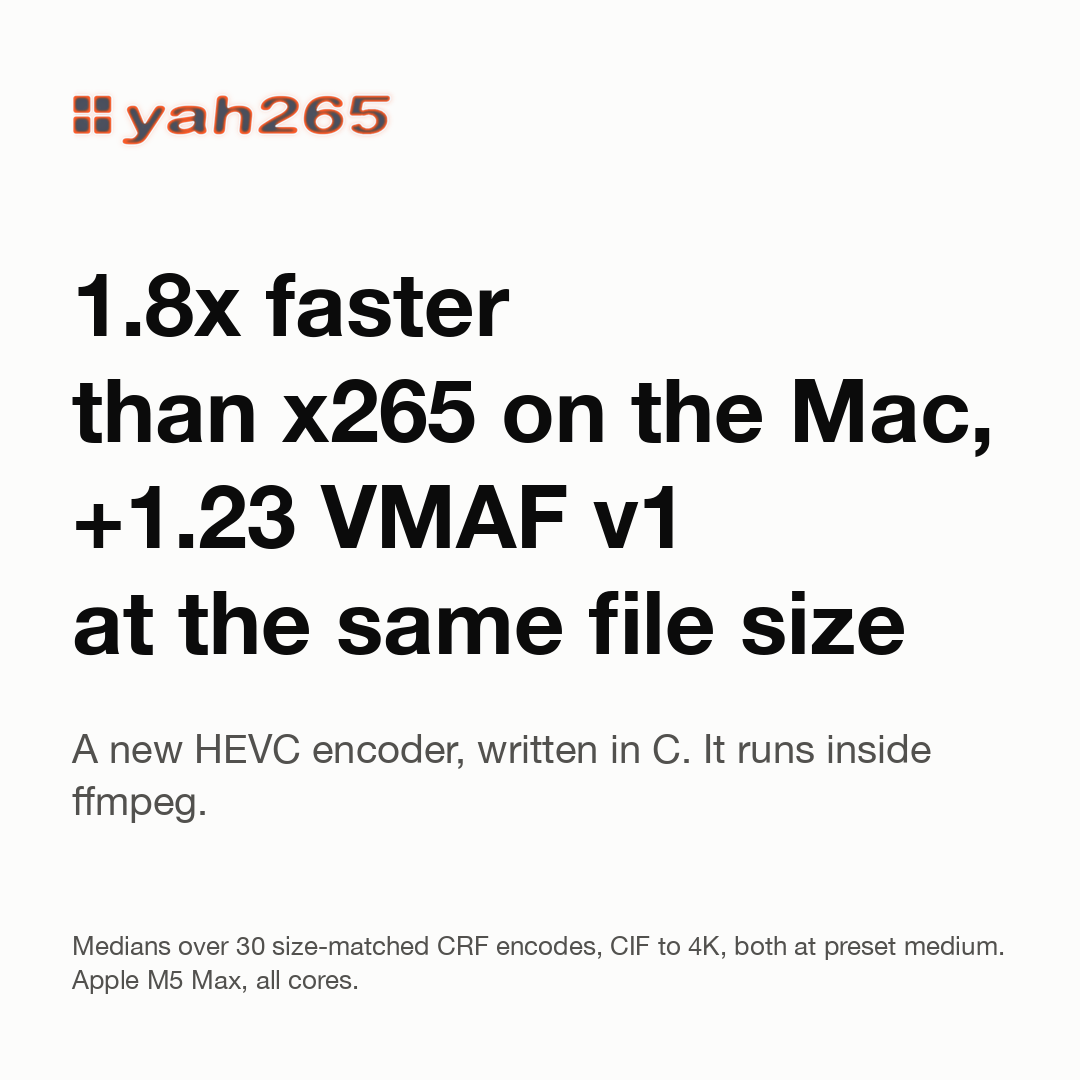 yah265
1.8x faster
than x265 on the Mac,
+1.23 VMAF v1
at the same file size
A new HEVC encoder, written in C. It runs inside
ffmpeg.
Medians over 30 size-matched CRF encodes, CIF to 4K, both at preset medium.
Apple M5 Max, all cores.